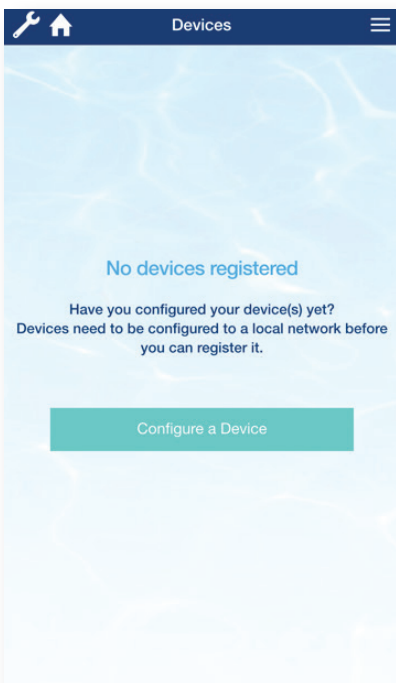 Devices
No devices registered
Have you configured your device(s) yet?
Devices need to be configured to a local network before
you can register it.
Configure a Device